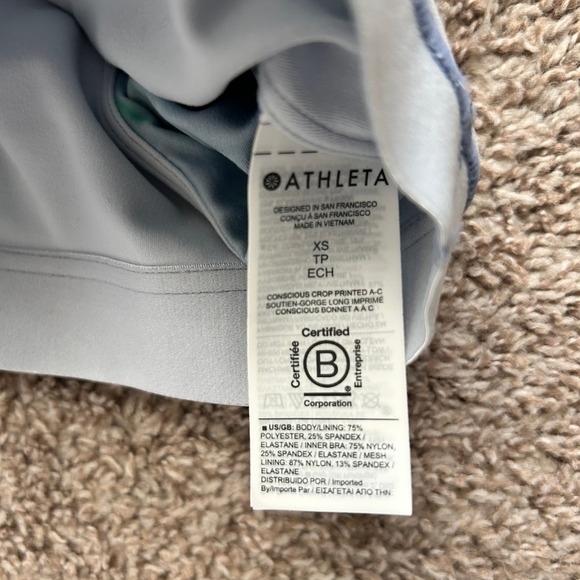 ATHLETA
DESIGNED IN SAN FRANCISCO
CONÇU À SAN FRANCISCO
MADE IN VIETNAM
XS
TP
ECH
CONSCIOUS CROP PRINTED A-C
SOUTIEN-GORGE LONG IMPRIMÉ
CONSCIOUS BONNET A À C
Certified
Certifiée
B
Entreprise
®
Corporation
■ US/GB: BODY/LINING: 75%
POLYESTER, 25% SPANDEX /
ELASTANE / INNER BRA: 75% NYLON,
25% SPANDEX / ELASTANE / MESH
LINING: 87% NYLON, 13% SPANDEX /
ELASTANE
DISTRIBUIDO POR / Imported
By/Importe Par / ΕΙΣΑΓΕΤΑΙ ΑΠΟ ΤΗΝ